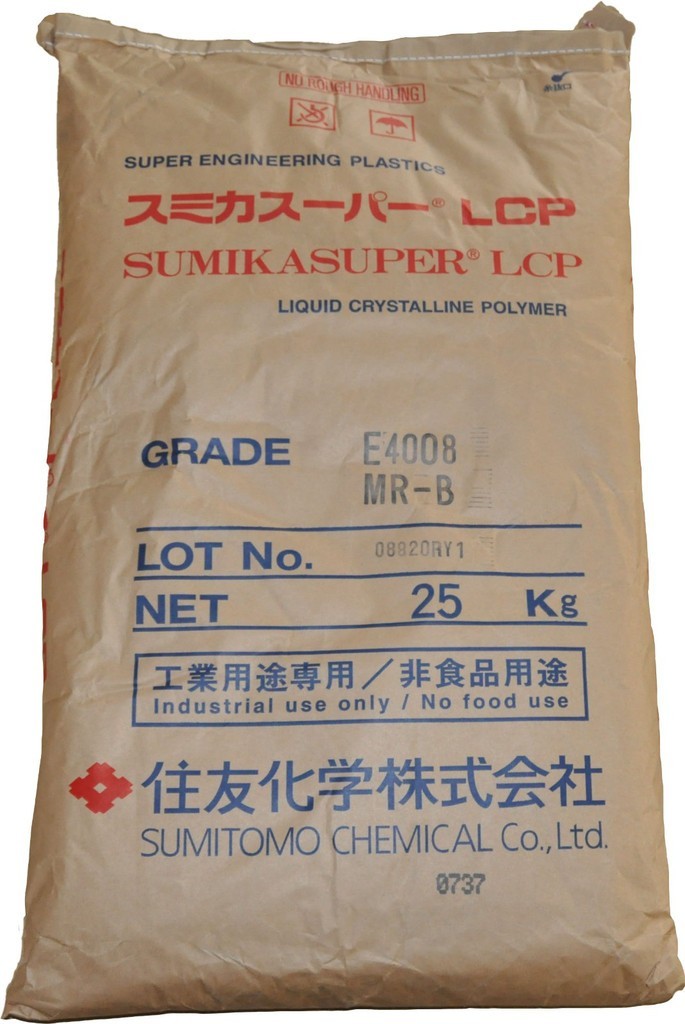 NO ROUGH HANDLING
SUPER ENGINEERING PLASTICS
スミカスーパー® LCP
SUMIKASUPER® LCP
LIQUID CRYSTALLINE POLYMER
GRADE E4008
MR-B
LOT No. 08820RY1
NET 25 Kg
工業用途専用／非食品用途
Industrial use only / No food use
住友化学株式会社
SUMITOMO CHEMICAL Co., Ltd.
0737